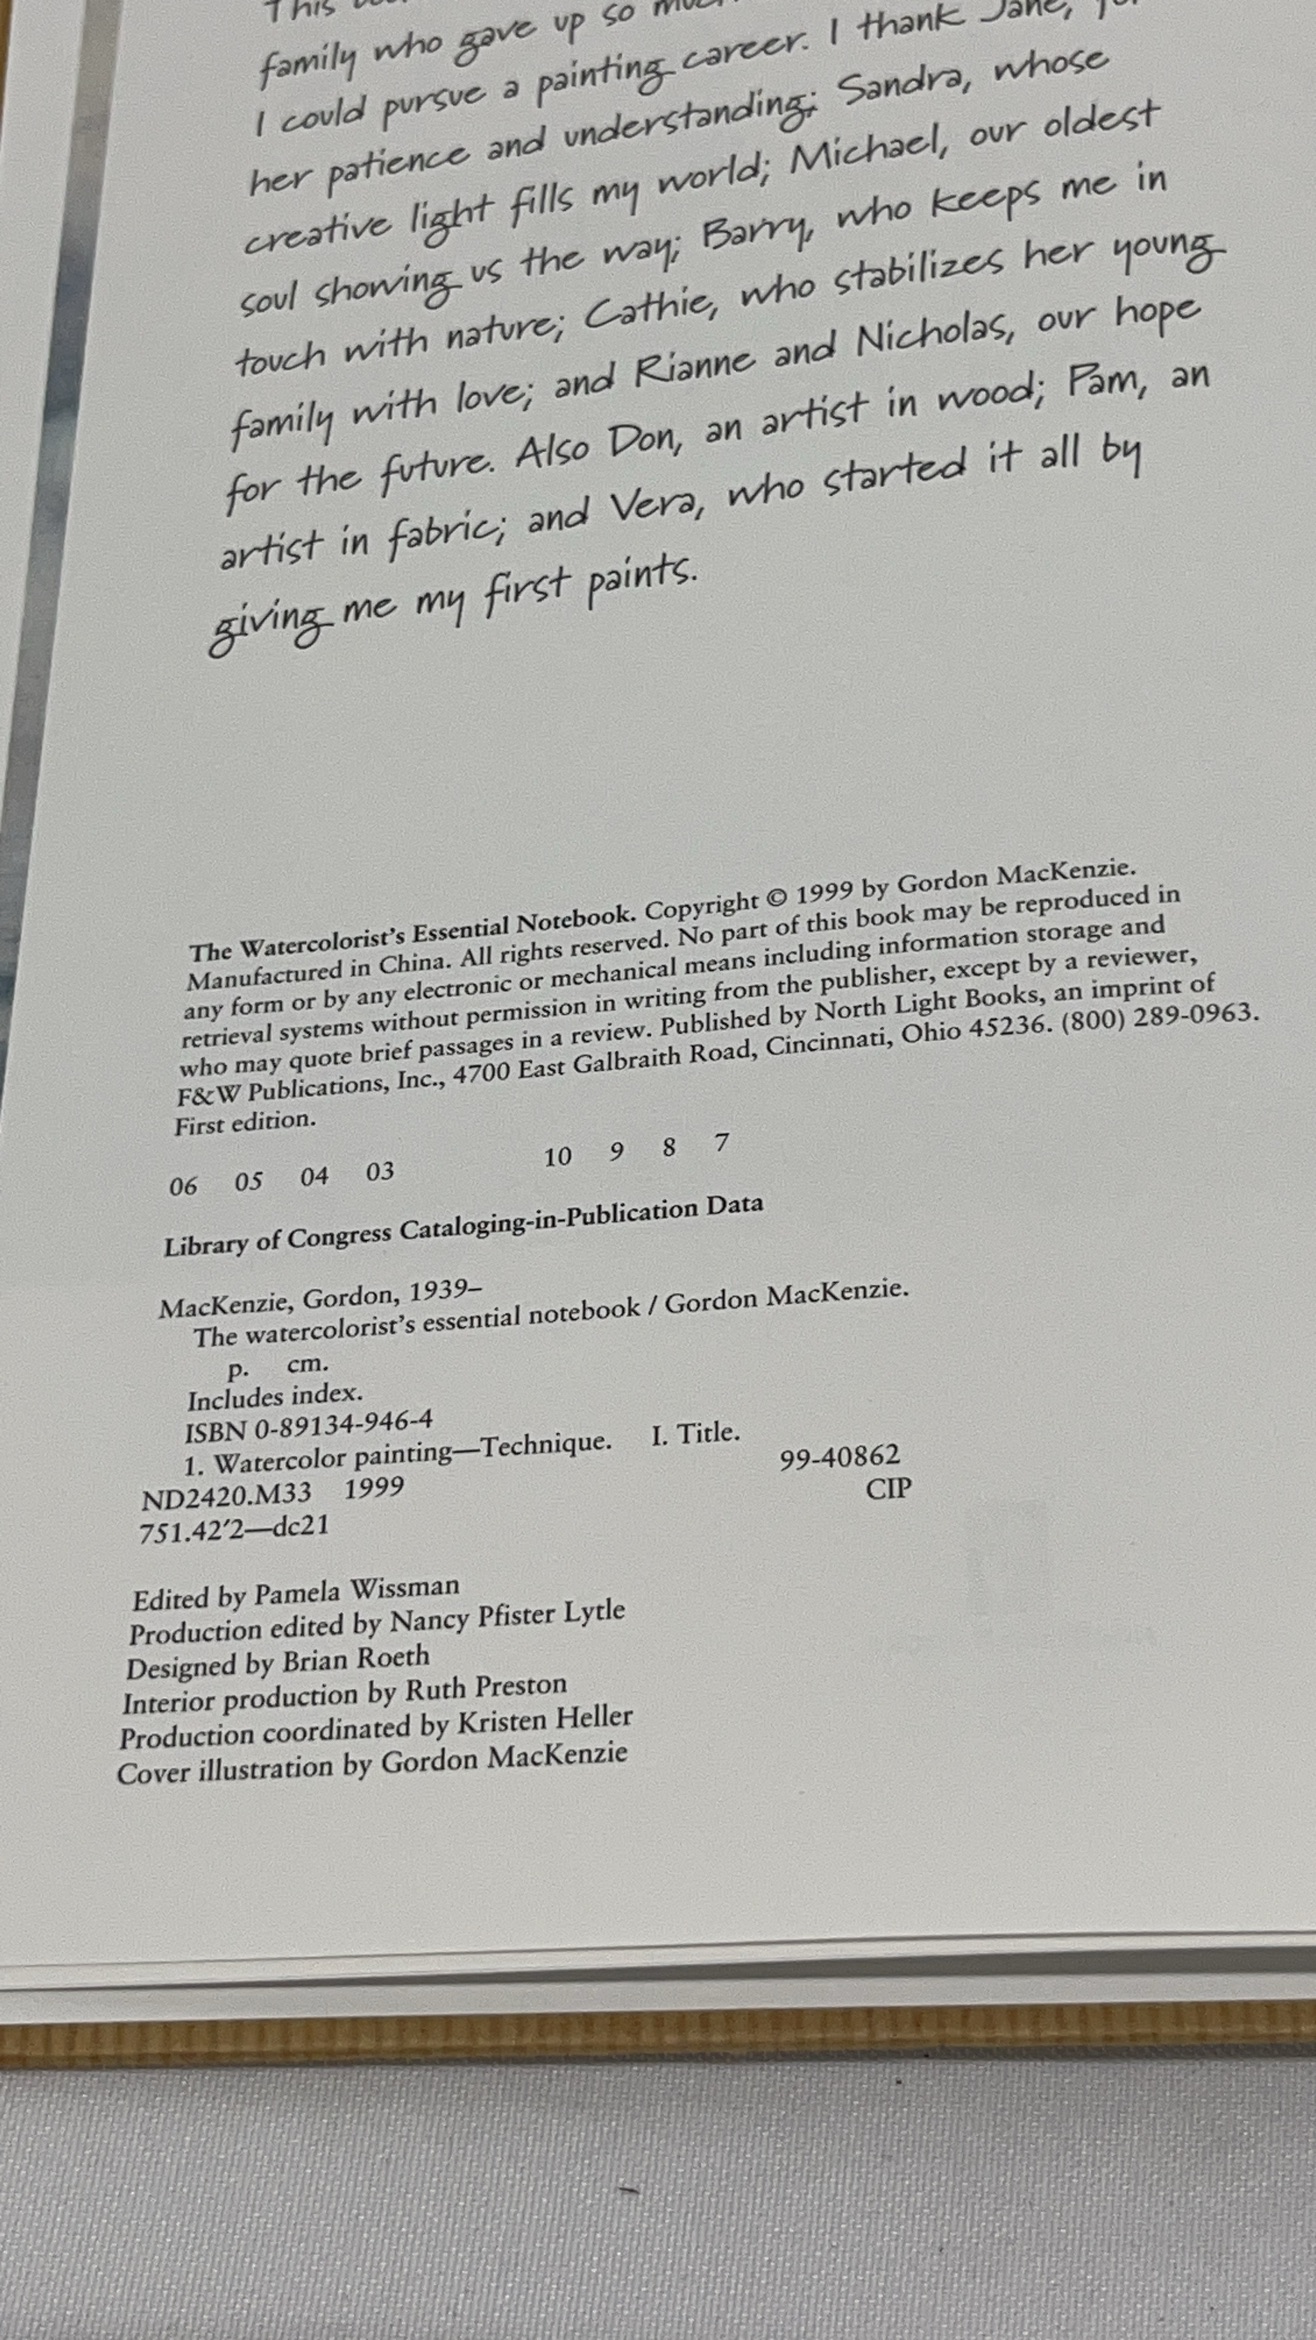 This
family who gave up so
I could pursue a painting career. I thank Jane,
her patience and understanding; Sandra, whose
creative light fills my world; Michael, our oldest
soul showing us the way; Barry, who keeps me in
touch with nature; Cathie, who stabilizes her young
family with love; and Rianne and Nicholas, our hope
for the future. Also Don, an artist in wood; Pam, an
artist in fabric; and Vera, who started it all by
giving me my first paints.
The Watercolorist's Essential Notebook. Copyright © 1999 by Gordon MacKenzie.
Manufactured in China. All rights reserved. No part of this book may be reproduced in
any form or by any electronic or mechanical means including information storage and
retrieval systems without permission in writing from the publisher, except by a reviewer,
who may quote brief passages in a review. Published by North Light Books, an imprint of
F&W Publications, Inc., 4700 East Galbraith Road, Cincinnati, Ohio 45236. (800) 289-0963.
First edition.
06 05 04 03 10 9 8 7
Library of Congress Cataloging-in-Publication Data
MacKenzie, Gordon, 1939–
The watercolorist's essential notebook / Gordon MacKenzie.
p. cm.
Includes index.
ISBN 0-89134-946-4
1. Watercolor painting—Technique. I. Title.
ND2420.M33 1999 99-40862
751.42'2—dc21 CIP
Edited by Pamela Wissman
Production edited by Nancy Pfister Lytle
Designed by Brian Roeth
Interior production by Ruth Preston
Production coordinated by Kristen Heller
Cover illustration by Gordon MacKenzie